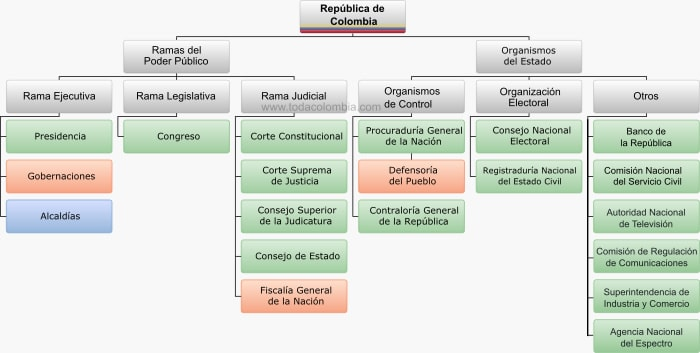 República de
Colombia
Ramas del
Poder Público
Organismos
del Estado
Rama Ejecutiva
Rama Legislativa
Rama Judicial
Organismos
de Control
Organización
Electoral
Otros
www.todacolombia.com
Presidencia
Gobernaciones
Alcaldías
Congreso
Corte Constitucional
Corte Suprema
de Justicia
Consejo Superior
de la Judicatura
Consejo de Estado
Fiscalía General
de la Nación
Procuraduría General
de la Nación
Defensoría
del Pueblo
Contraloría General
de la República
Consejo Nacional
Electoral
Registraduría Nacional
del Estado Civil
Banco de
la República
Comisión Nacional
del Servicio Civil
Autoridad Nacional
de Televisión
Comisión de Regulación
de Comunicaciones
Superintendencia de
Industria y Comercio
Agencia Nacional
del Espectro